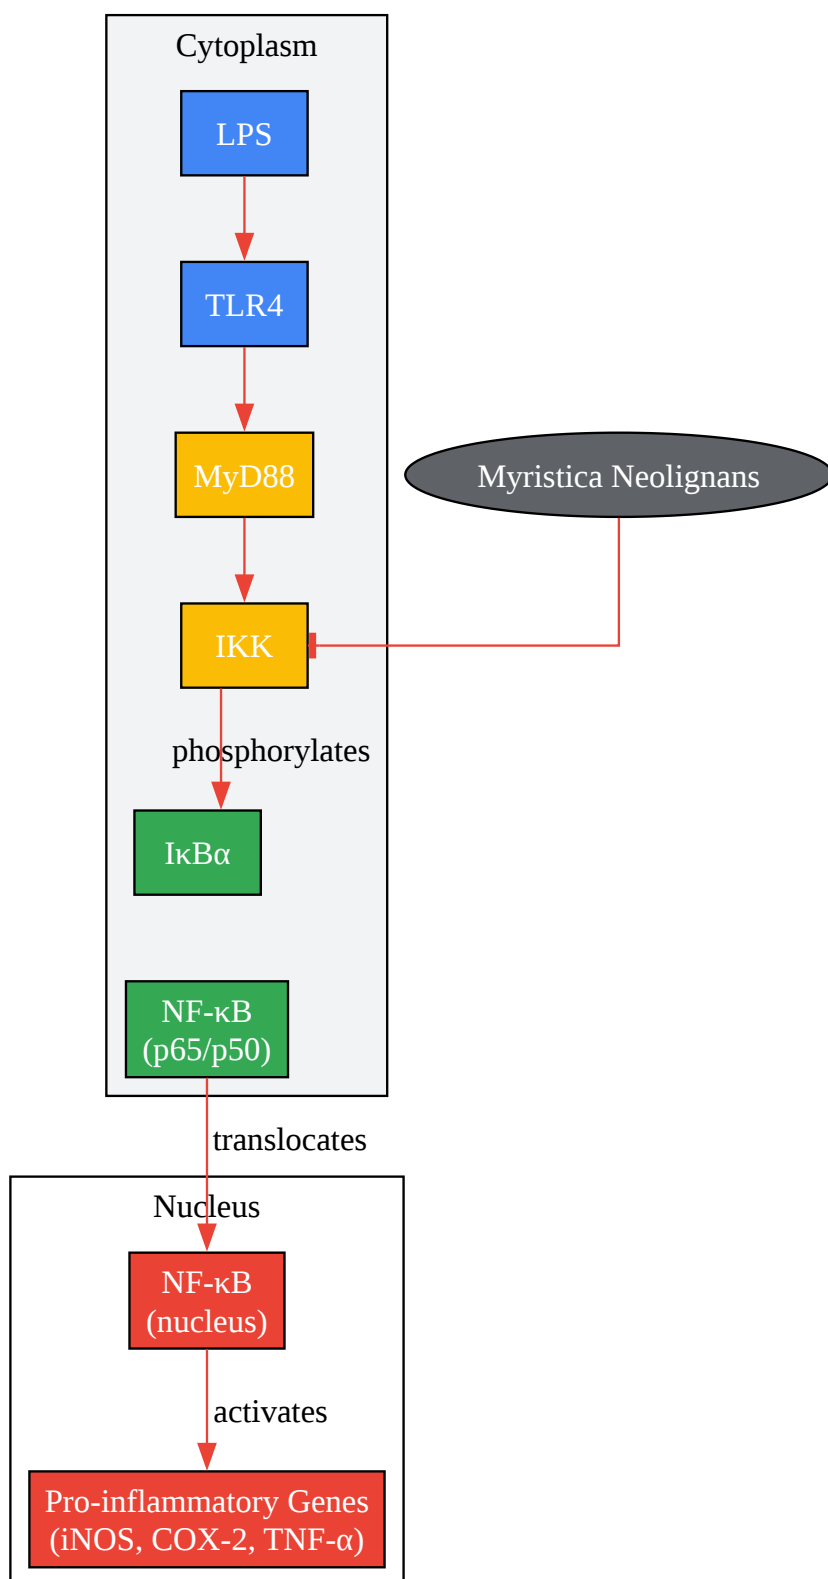 Cytoplasm
LPS
TLR4
MyD88
Myristica Neolignans
IKK
phosphorylates
IκBα
NF-κB
(p65/p50)
translocates
Nucleus
NF-κB
(nucleus)
activates
Pro-inflammatory Genes
(iNOS, COX-2, TNF-α)